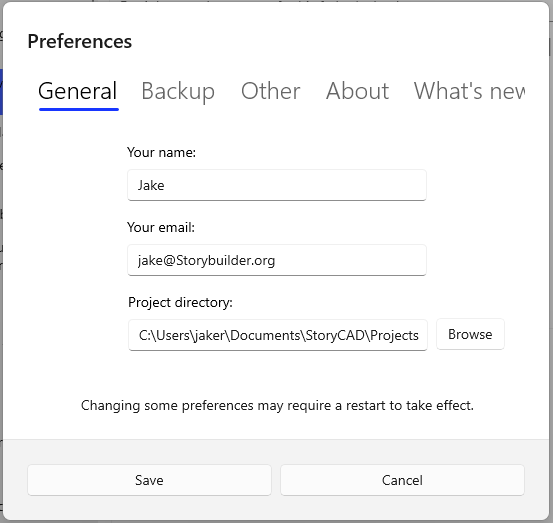 Preferences
General Backup Other About What's new
Your name:
Jake
Your email:
jake@Storybuilder.org
Project directory:
C:\Users\jaker\Documents\StoryCAD\Projects Browse
Changing some preferences may require a restart to take effect.
Save Cancel